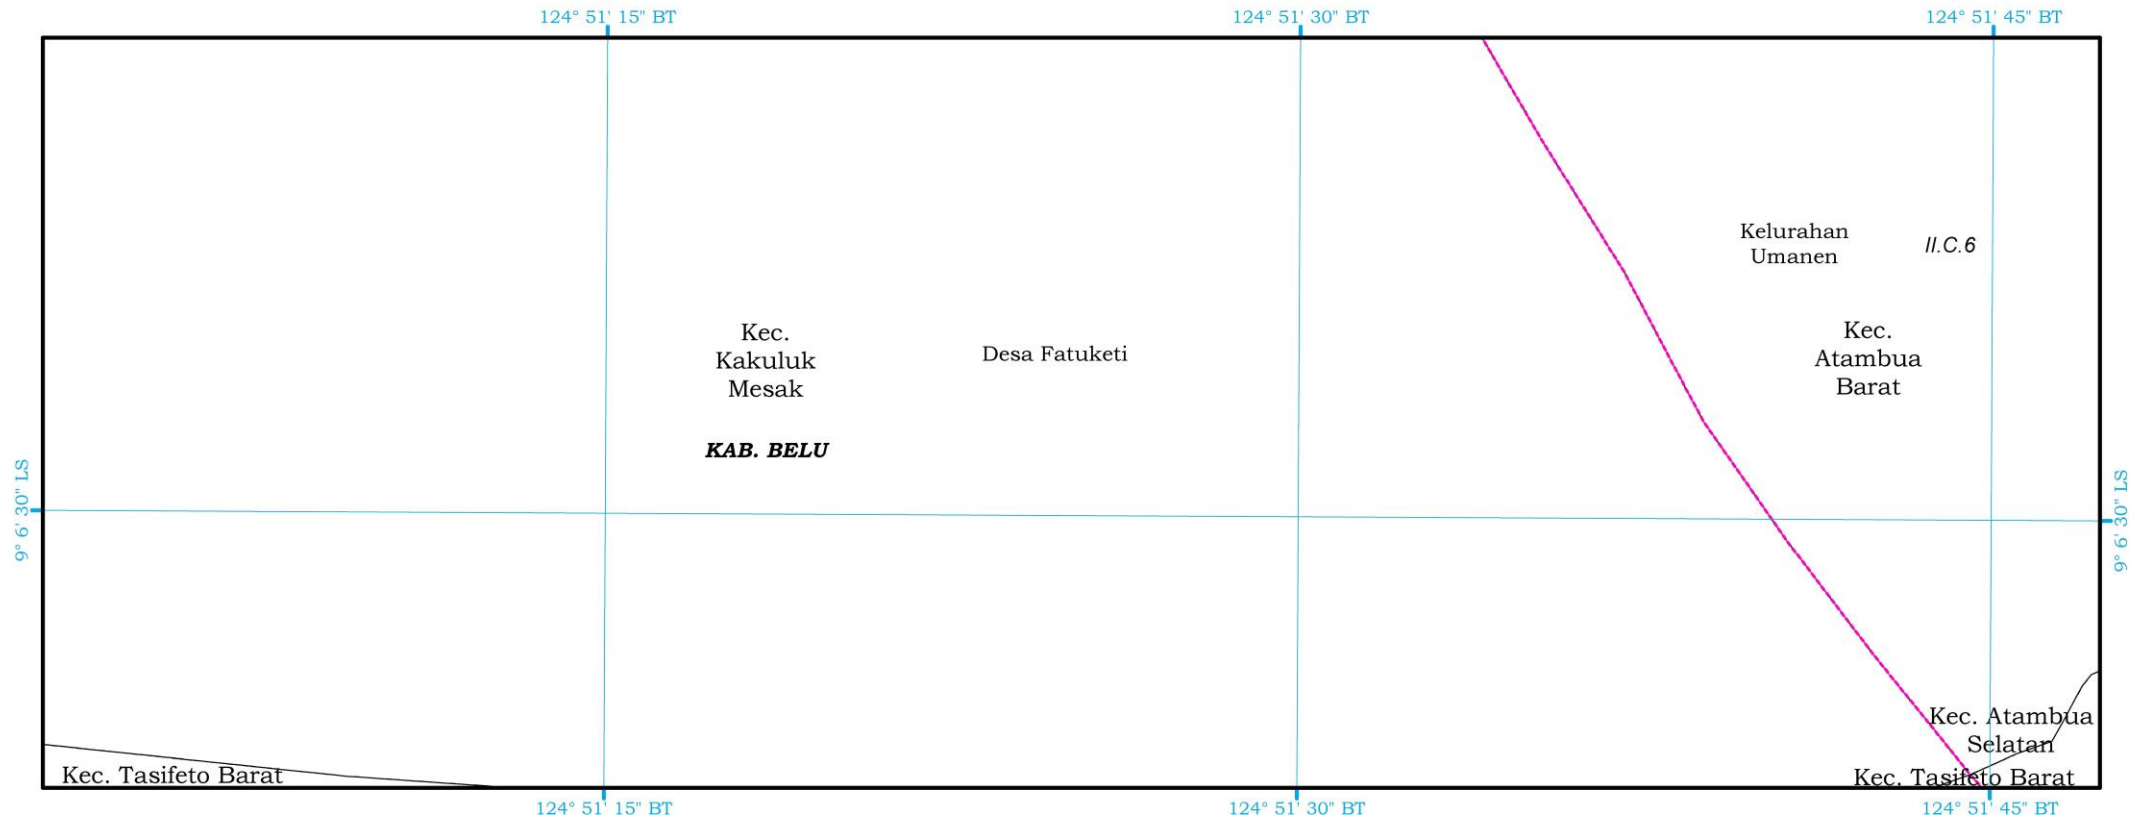 124° 51' 15" BT
124° 51' 30" BT
124° 51' 45" BT
Kelurahan
Umanen
II.C.6
Kec.
Kakuluk
Mesak
Desa Fatuketi
Kec.
Atambua
Barat
KAB. BELU
9° 6' 30" LS
9° 6' 30" LS
Kec. Atambua
Selatan
Kec. Tasifeto Barat
Kec. Tasifeto Barat
124° 51' 15" BT
124° 51' 30" BT
124° 51' 45" BT